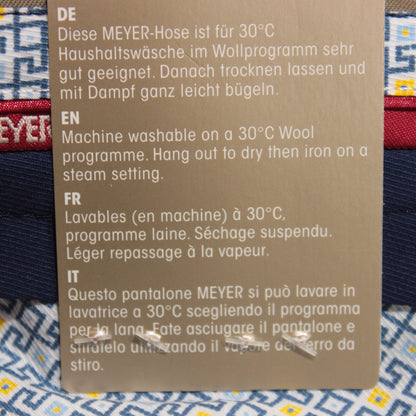 DE
Diese MEYER-Hose ist für 30°C
Haushaltswäsche im Wollprogramm sehr
gut geeignet. Danach trocknen lassen und
mit Dampf ganz leicht bügeln.
EYER
EN
Machine washable on a 30°C Wool
programme. Hang out to dry then iron on a
steam setting.
FR
Lavables (en machine) à 30°C,
programme laine. Séchage suspendu.
Léger repassage à la vapeur.
IT
Questo pantalone MEYER si può lavare in
lavatrice a 30°C scegliendo il programma
per la lana. Fate asciugare il pantalone e
stiratelo utilizzando il vapore del ferro da
stiro.